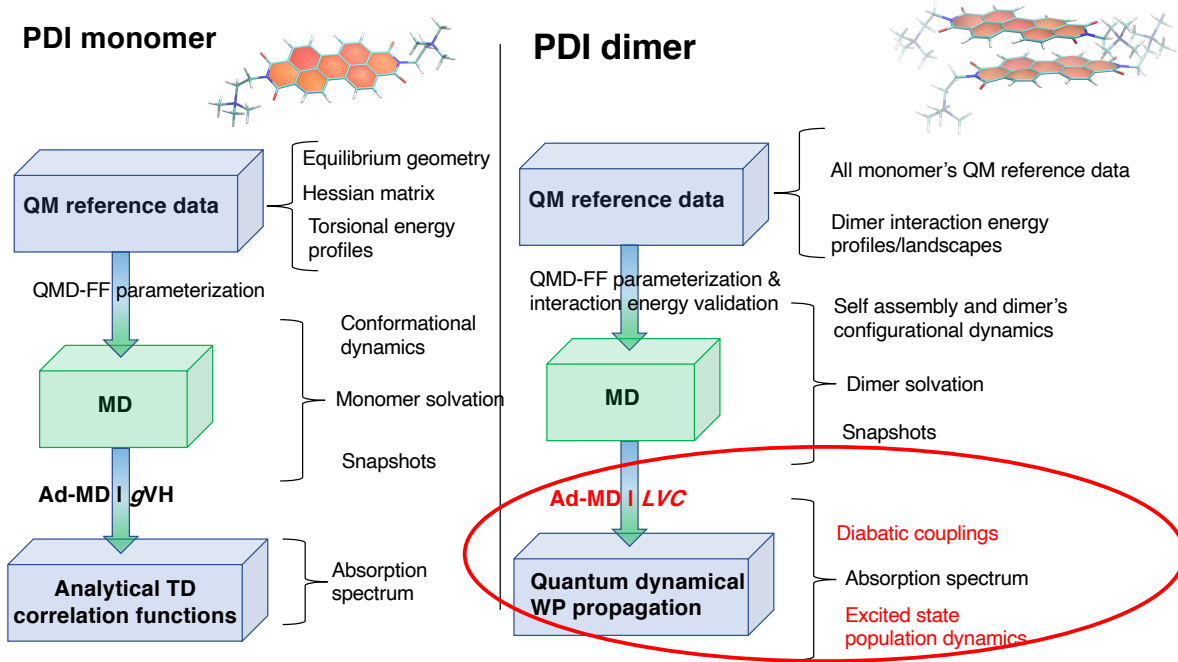 PDI monomer
QM reference data
Equilibrium geometry
Hessian matrix
Torsional energy
profiles
QMD-FF parameterization
MD
Conformational
dynamics
Monomer solvation
Snapshots
Ad-MD | gVH
Analytical TD
correlation functions
Absorption
spectrum
PDI dimer
QM reference data
All monomer’s QM reference data
Dimer interaction energy
profiles/landscapes
QMD-FF parameterization &
interaction energy validation
MD
Self assembly and dimer’s
configurational dynamics
Dimer solvation
Snapshots
Ad-MD | LVC
Quantum dynamical
WP propagation
Diabatic couplings
Absorption spectrum
Excited state
population dynamics